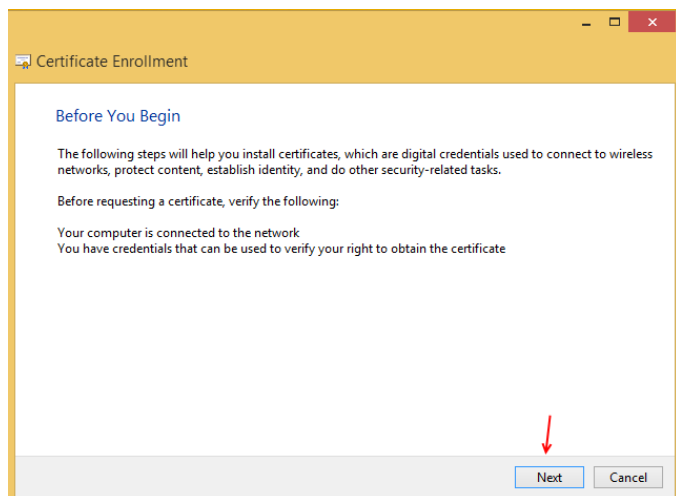 Certificate Enrollment
Before You Begin
The following steps will help you install certificates, which are digital credentials used to connect to wireless
networks, protect content, establish identity, and do other security-related tasks.
Before requesting a certificate, verify the following:
Your computer is connected to the network
You have credentials that can be used to verify your right to obtain the certificate
Next
Cancel